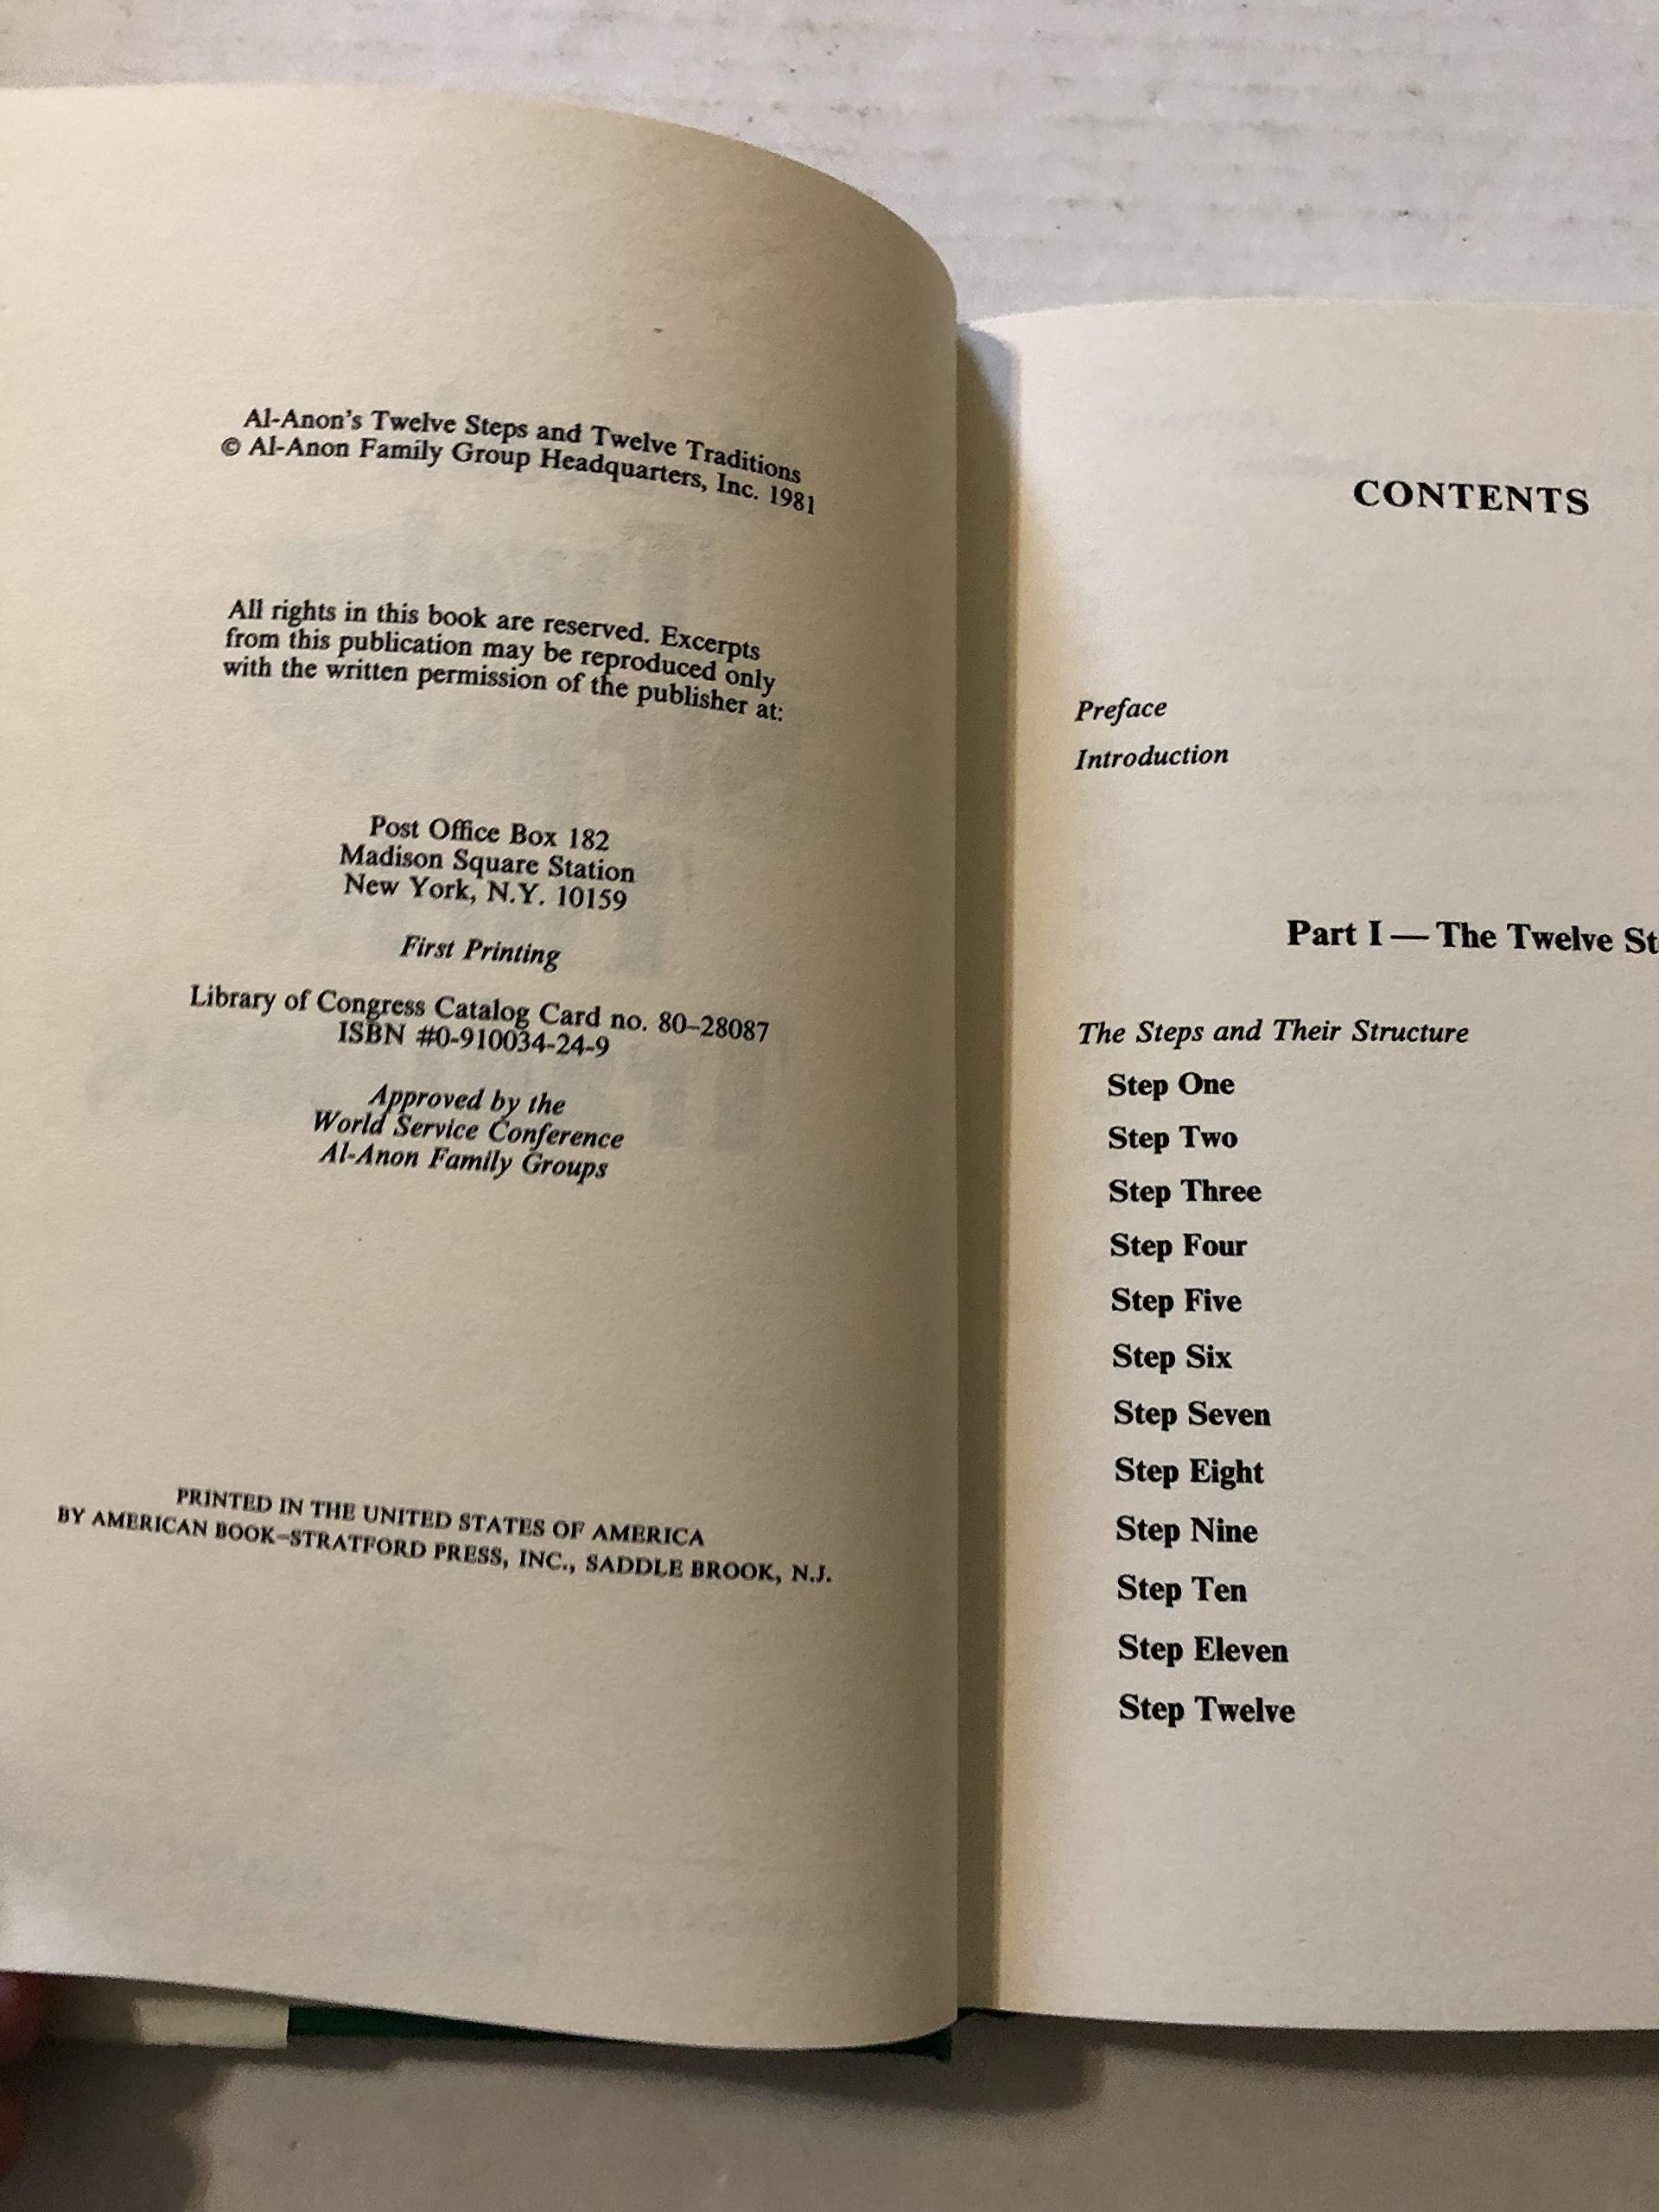 Al-Anon's Twelve Steps and Twelve Traditions
© Al-Anon Family Group Headquarters, Inc. 1981
All rights in this book are reserved. Excerpts
from this publication may be reproduced only
with the written permission of the publisher at:
Post Office Box 182
Madison Square Station
New York, N.Y. 10159
First Printing
Library of Congress Catalog Card no. 80–28087
ISBN #0-910034-24-9
Approved by the
World Service Conference
Al-Anon Family Groups
PRINTED IN THE UNITED STATES OF AMERICA
BY AMERICAN BOOK–STRATFORD PRESS, INC., SADDLE BROOK, N.J.
CONTENTS
Preface
Introduction
Part I — The Twelve St
The Steps and Their Structure
Step One
Step Two
Step Three
Step Four
Step Five
Step Six
Step Seven
Step Eight
Step Nine
Step Ten
Step Eleven
Step Twelve